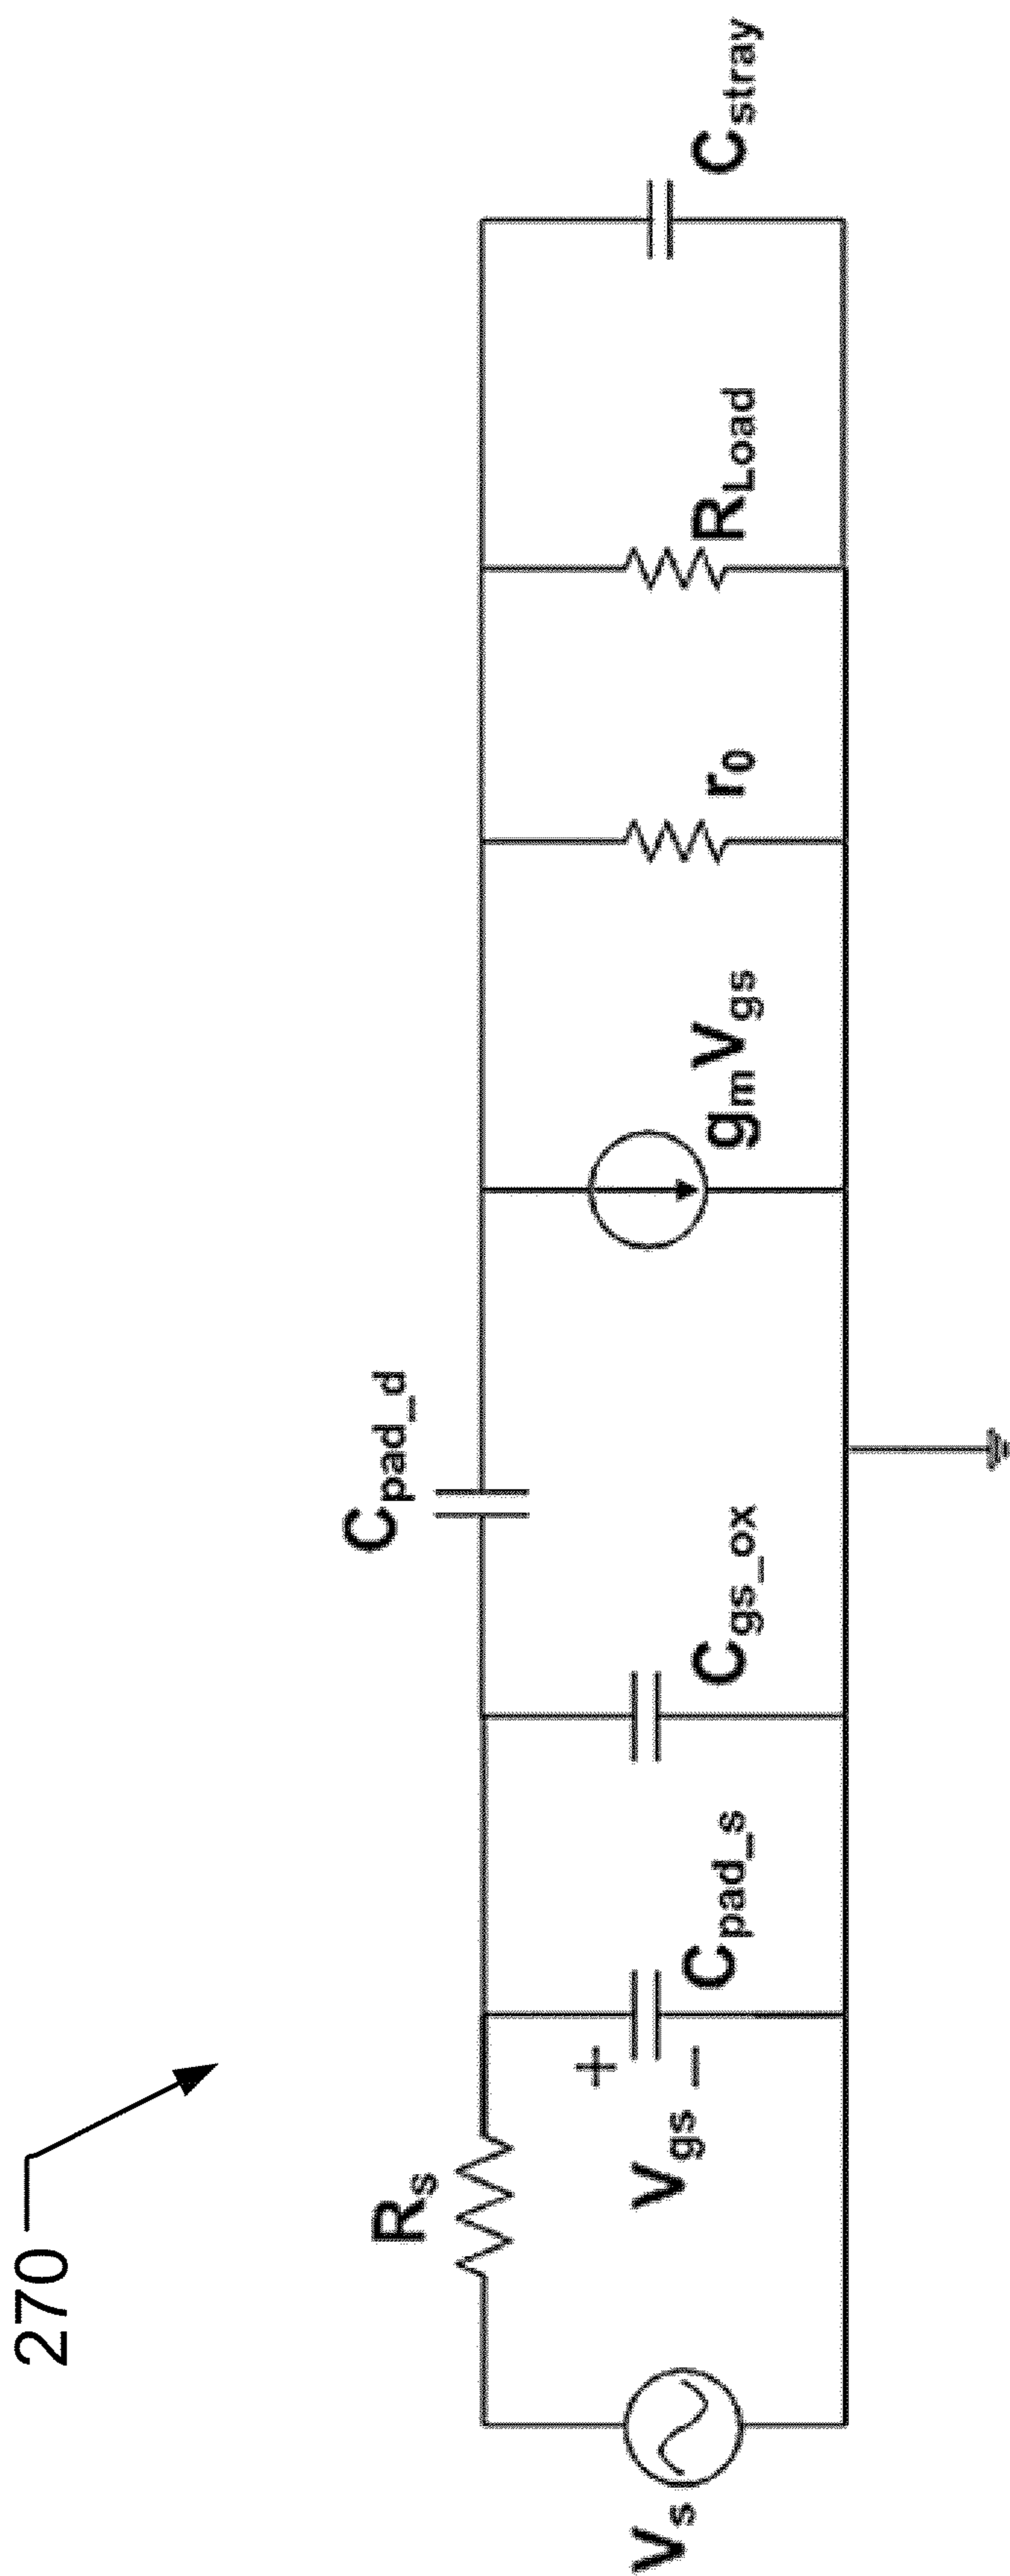 270
Vs
Rs
Vgs
+
−
Cpad_s
Cgs_ox
Cpad_d
gmVgs
r0
RLoad
Cstray